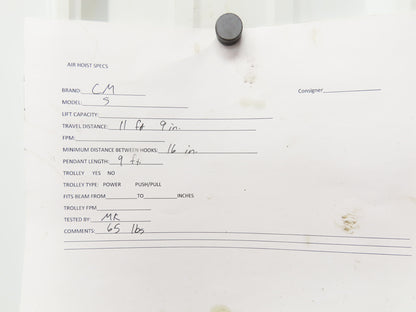 AIR HOIST SPECS
BRAND: CM
Consigner
MODEL: S
LIFT CAPACITY:
TRAVEL DISTANCE: 11 ft 9 in.
FPM:
MINIMUM DISTANCE BETWEEN HOOKS: 16 in.
PENDANT LENGTH: 9 ft.
TROLLEY YES NO
TROLLEY TYPE: POWER PUSH/PULL
FITS BEAM FROM TO INCHES
TROLLEY FPM
TESTED BY: MR
COMMENTS: 65 lbs